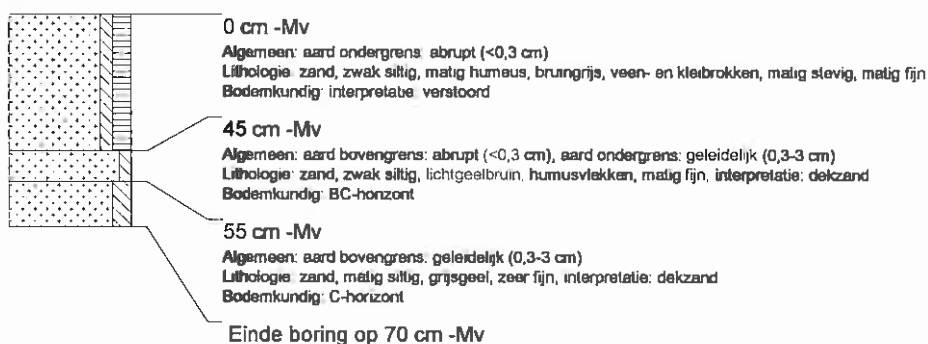 0 cm -Mv
Algemeen: aard ondergrens: abrupt (<0,3 cm)
Lithologie: zand, zwak siltig, matig humeus, bruingrijs, veen- en kleibrokken, matig stevig, matig fijn
Bodemkundig: interpretatie: verstoord
45 cm -Mv
Algemeen: aard bovengrens: abrupt (<0,3 cm), aard ondergrens: geleidelijk (0,3-3 cm)
Lithologie: zand, zwak siltig, lichtgeelbruin, humusvlekken, matig fijn, interpretatie: dekzand
Bodemkundig: BC-horizont
55 cm -Mv
Algemeen: aard bovengrens: geleidelijk (0,3-3 cm)
Lithologie: zand, matig siltig, grijsgeel, zeer fijn, interpretatie: dekzand
Bodemkundig: C-horizont
Einde boring op 70 cm -Mv